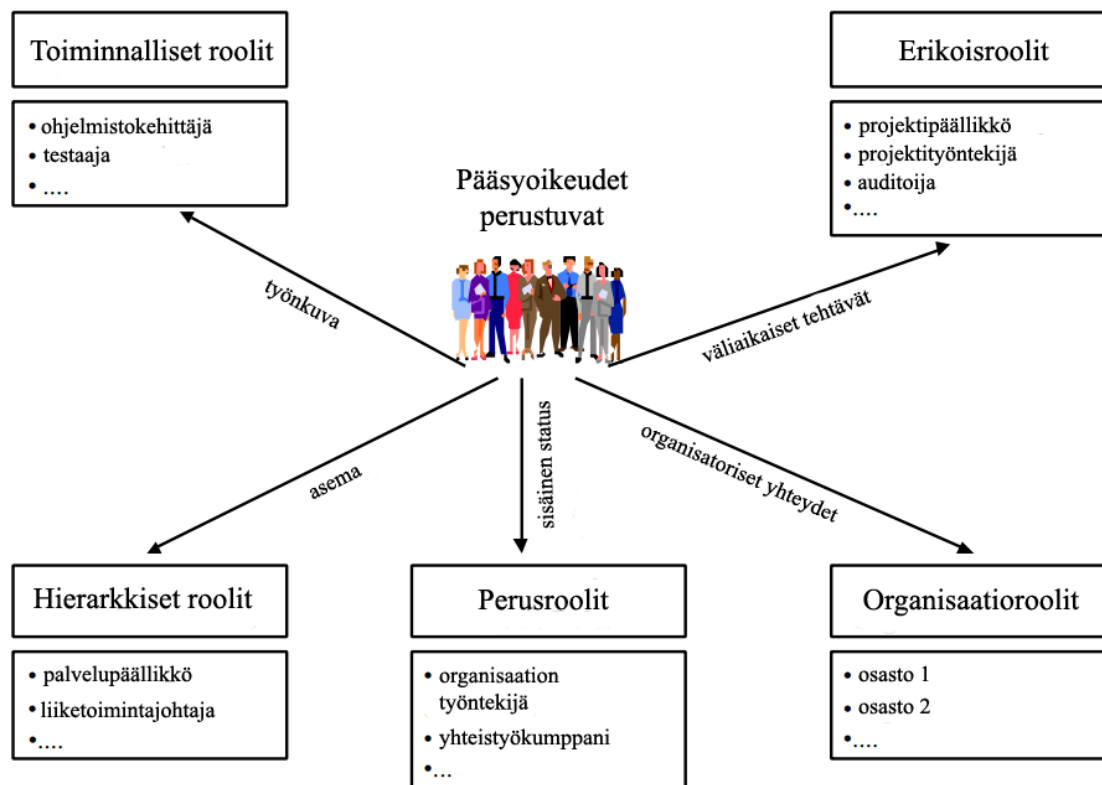 Toiminnalliset roolit
• ohjelmistokehittäjä
• testaaja
• ....
Erikoisroolit
• projektipäällikkö
• projektityöntekijä
• auditoija
•....
Pääsyoikeudet
perustuvat
työnkuva
väliaikaiset tehtävät
asema
sisäinen status
organisatoriset yhteydet
Hierarkkiset roolit
• palvelupäällikkö
• liiketoimintajohtaja
•....
Perusroolit
• organisaation
työntekijä
• yhteistyökumppani
•...
Organisaatioroolit
• osasto 1
• osasto 2
•....